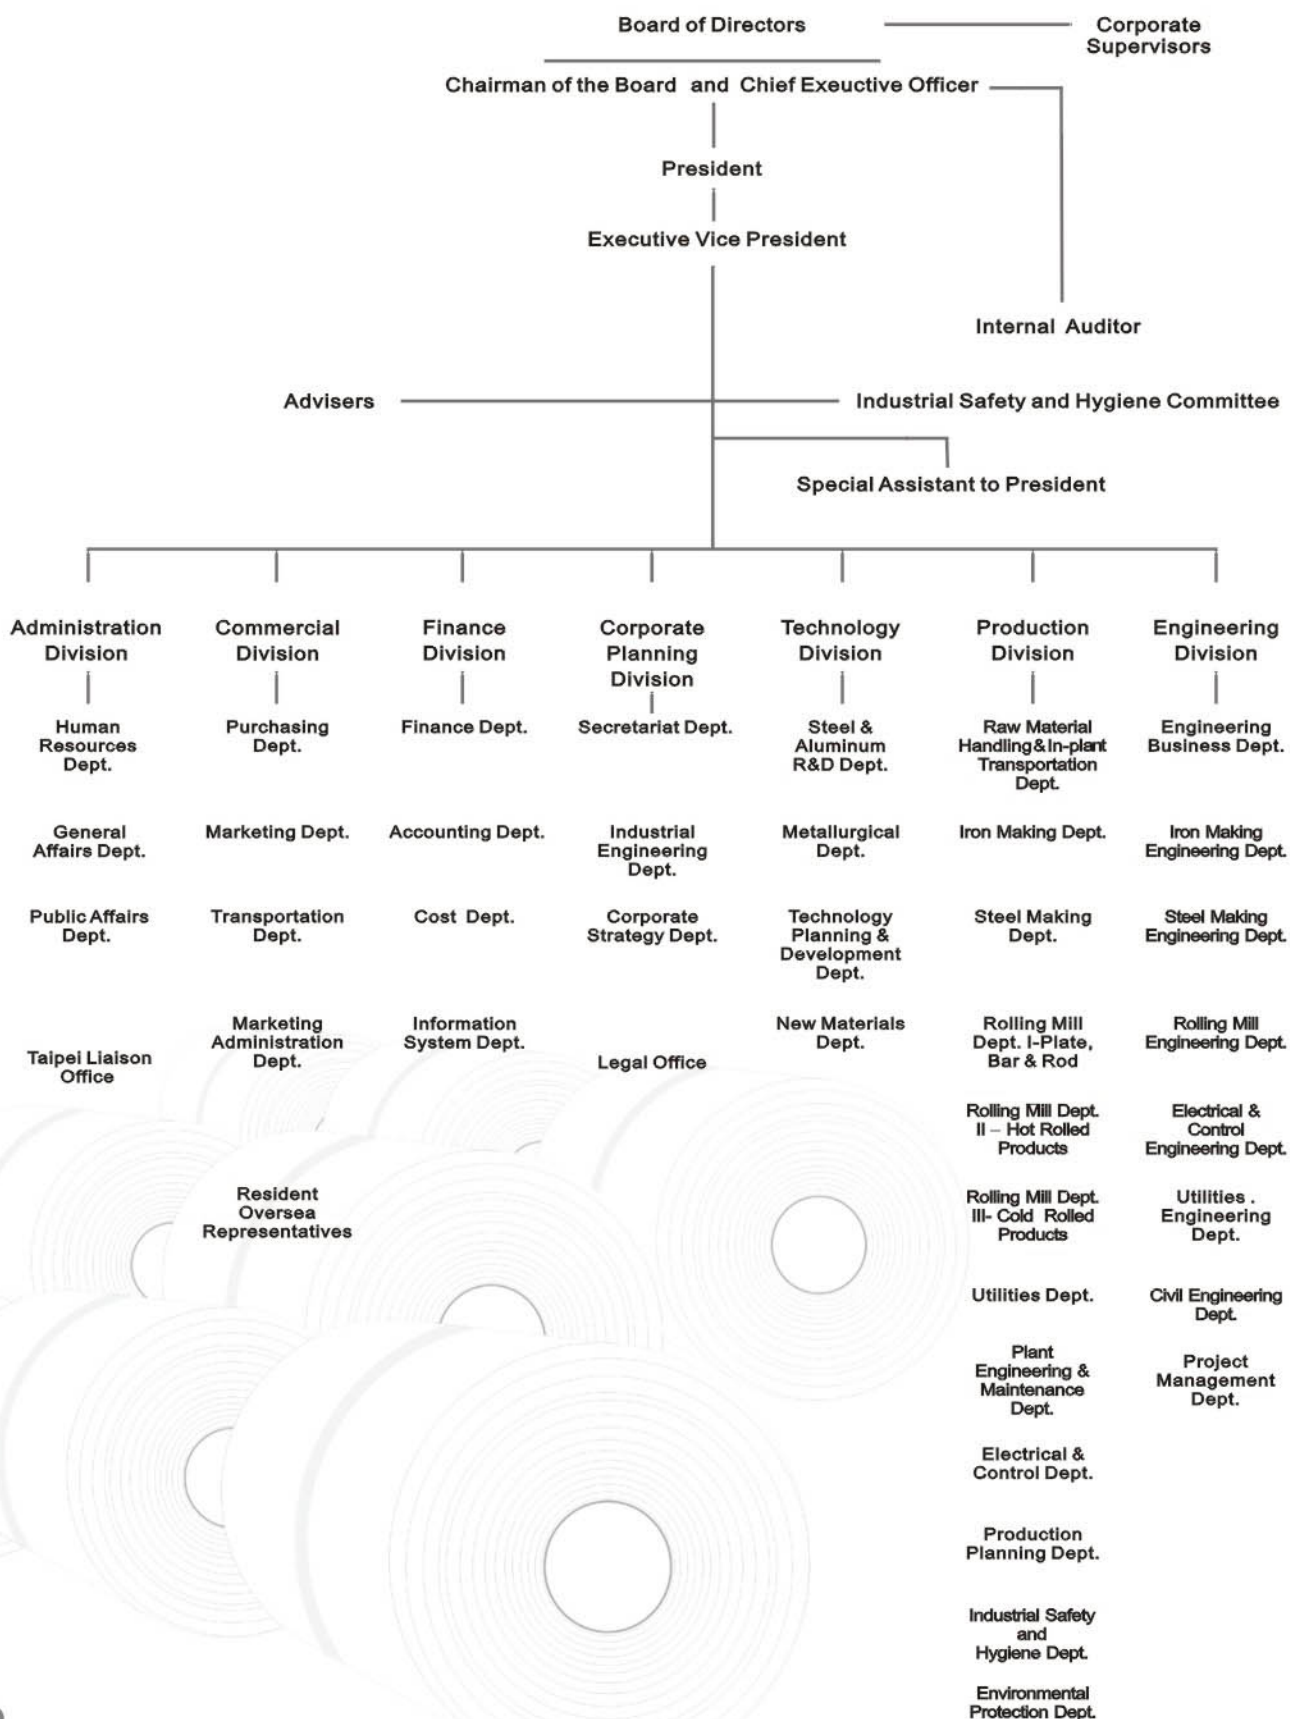 Board of Directors
Corporate
Supervisors
Chairman of the Board and Chief Exeuctive Officer
President
Executive Vice President
Internal Auditor
Advisers
Industrial Safety and Hygiene Committee
Special Assistant to President
Administration
Division
Human
Resources
Dept.
General
Affairs Dept.
Public Affairs
Dept.
Taipei Liaison
Office
Commercial
Division
Purchasing
Dept.
Marketing Dept.
Transportation
Dept.
Marketing
Administration
Dept.
Resident
Oversea
Representatives
Finance
Division
Finance Dept.
Accounting Dept.
Cost Dept.
Information
System Dept.
Corporate
Planning
Division
Secretariat Dept.
Industrial
Engineering
Dept.
Corporate
Strategy Dept.
Legal Office
Technology
Division
Steel &
Aluminum
R&D Dept.
Metallurgical
Dept.
Technology
Planning &
Development
Dept.
New Materials
Dept.
Production
Division
Raw Material
Handling&In-plant
Transportation
Dept.
Iron Making Dept.
Steel Making
Dept.
Rolling Mill
Dept. I-Plate,
Bar & Rod
Rolling Mill Dept.
II – Hot Rolled
Products
Rolling Mill Dept.
III- Cold Rolled
Products
Utilities Dept.
Plant
Engineering &
Maintenance
Dept.
Electrical &
Control Dept.
Production
Planning Dept.
Industrial Safety
and
Hygiene Dept.
Environmental
Protection Dept.
Engineering
Division
Engineering
Business Dept.
Iron Making
Engineering Dept.
Steel Making
Engineering Dept.
Rolling Mill
Engineering Dept.
Electrical &
Control
Engineering Dept.
Utilities .
Engineering
Dept.
Civil Engineering
Dept.
Project
Management
Dept.